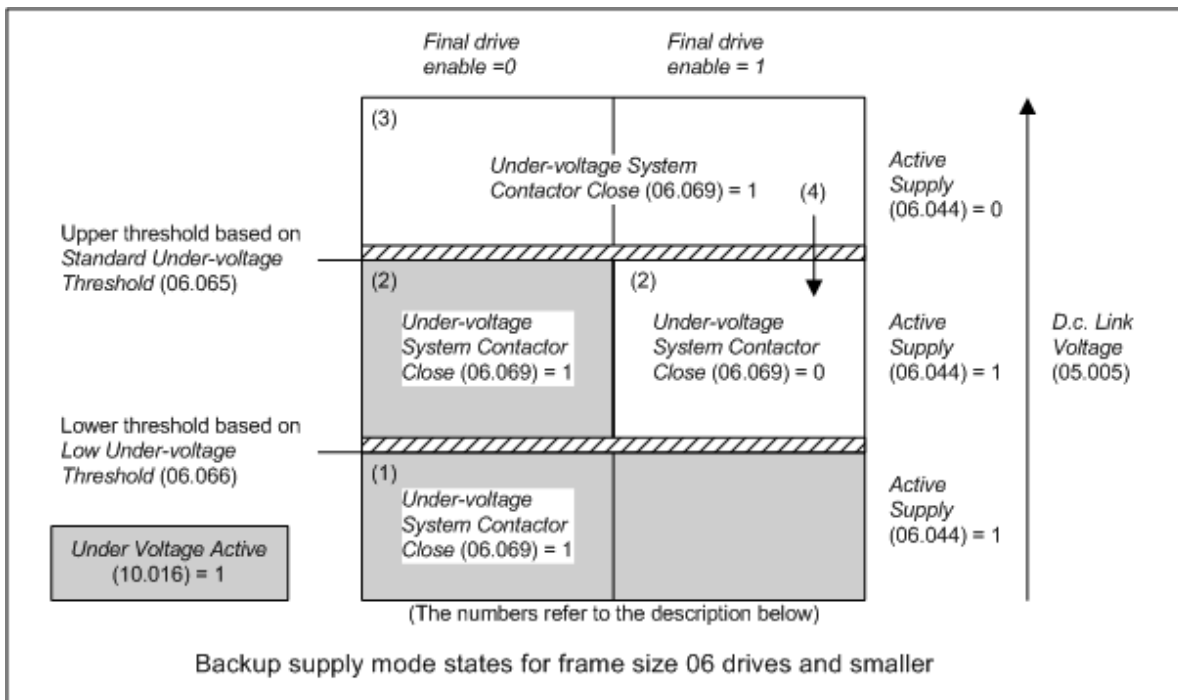 Final drive
enable =0
Final drive
enable = 1
(3)
Under-voltage System
Contactor Close (06.069) = 1
(4)
Active
Supply
(06.044) = 0
Upper threshold based on
Standard Under-voltage
Threshold (06.065)
(2)
Under-voltage
System Contactor
Close (06.069) = 1
(2)
Under-voltage
System Contactor
Close (06.069) = 0
Active
Supply
(06.044) = 1
D.c. Link
Voltage
(05.005)
Lower threshold based on
Low Under-voltage
Threshold (06.066)
(1)
Under-voltage
System Contactor
Close (06.069) = 1
Active
Supply
(06.044) = 1
Under Voltage Active
(10.016) = 1
(The numbers refer to the description below)
Backup supply mode states for frame size 06 drives and smaller